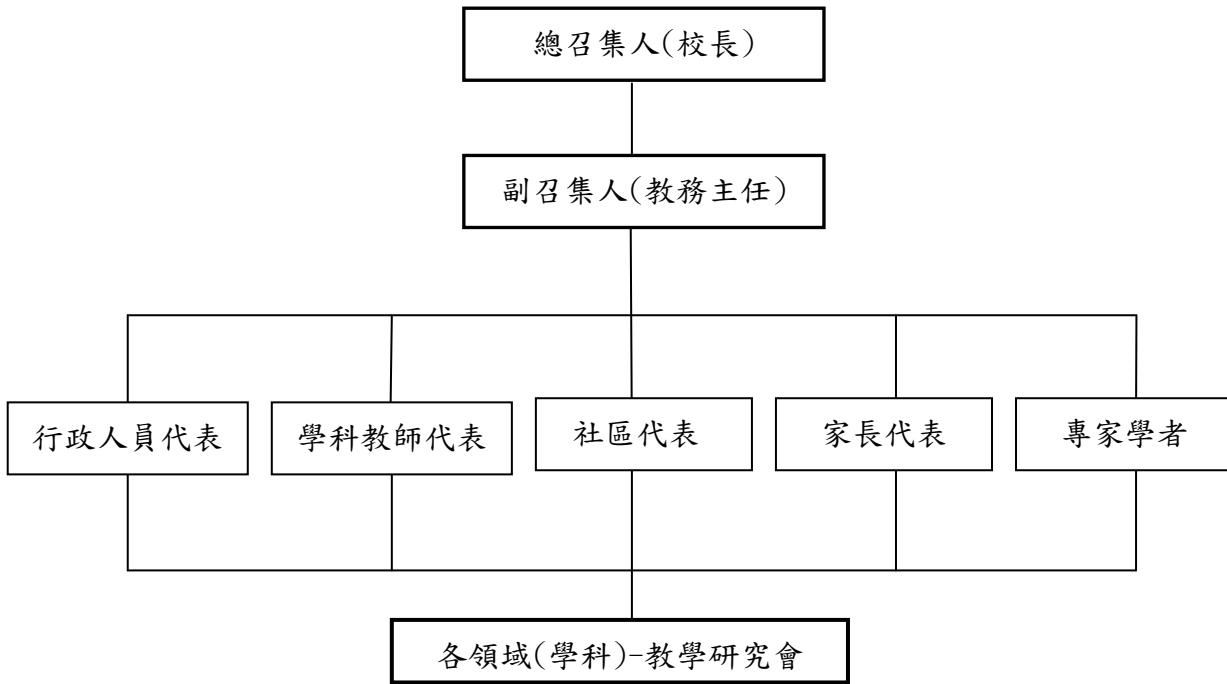 總召集人(校長)
副召集人(教務主任)
行政人員代表
學科教師代表
社區代表
家長代表
專家學者
各領域(學科)-教學研究會